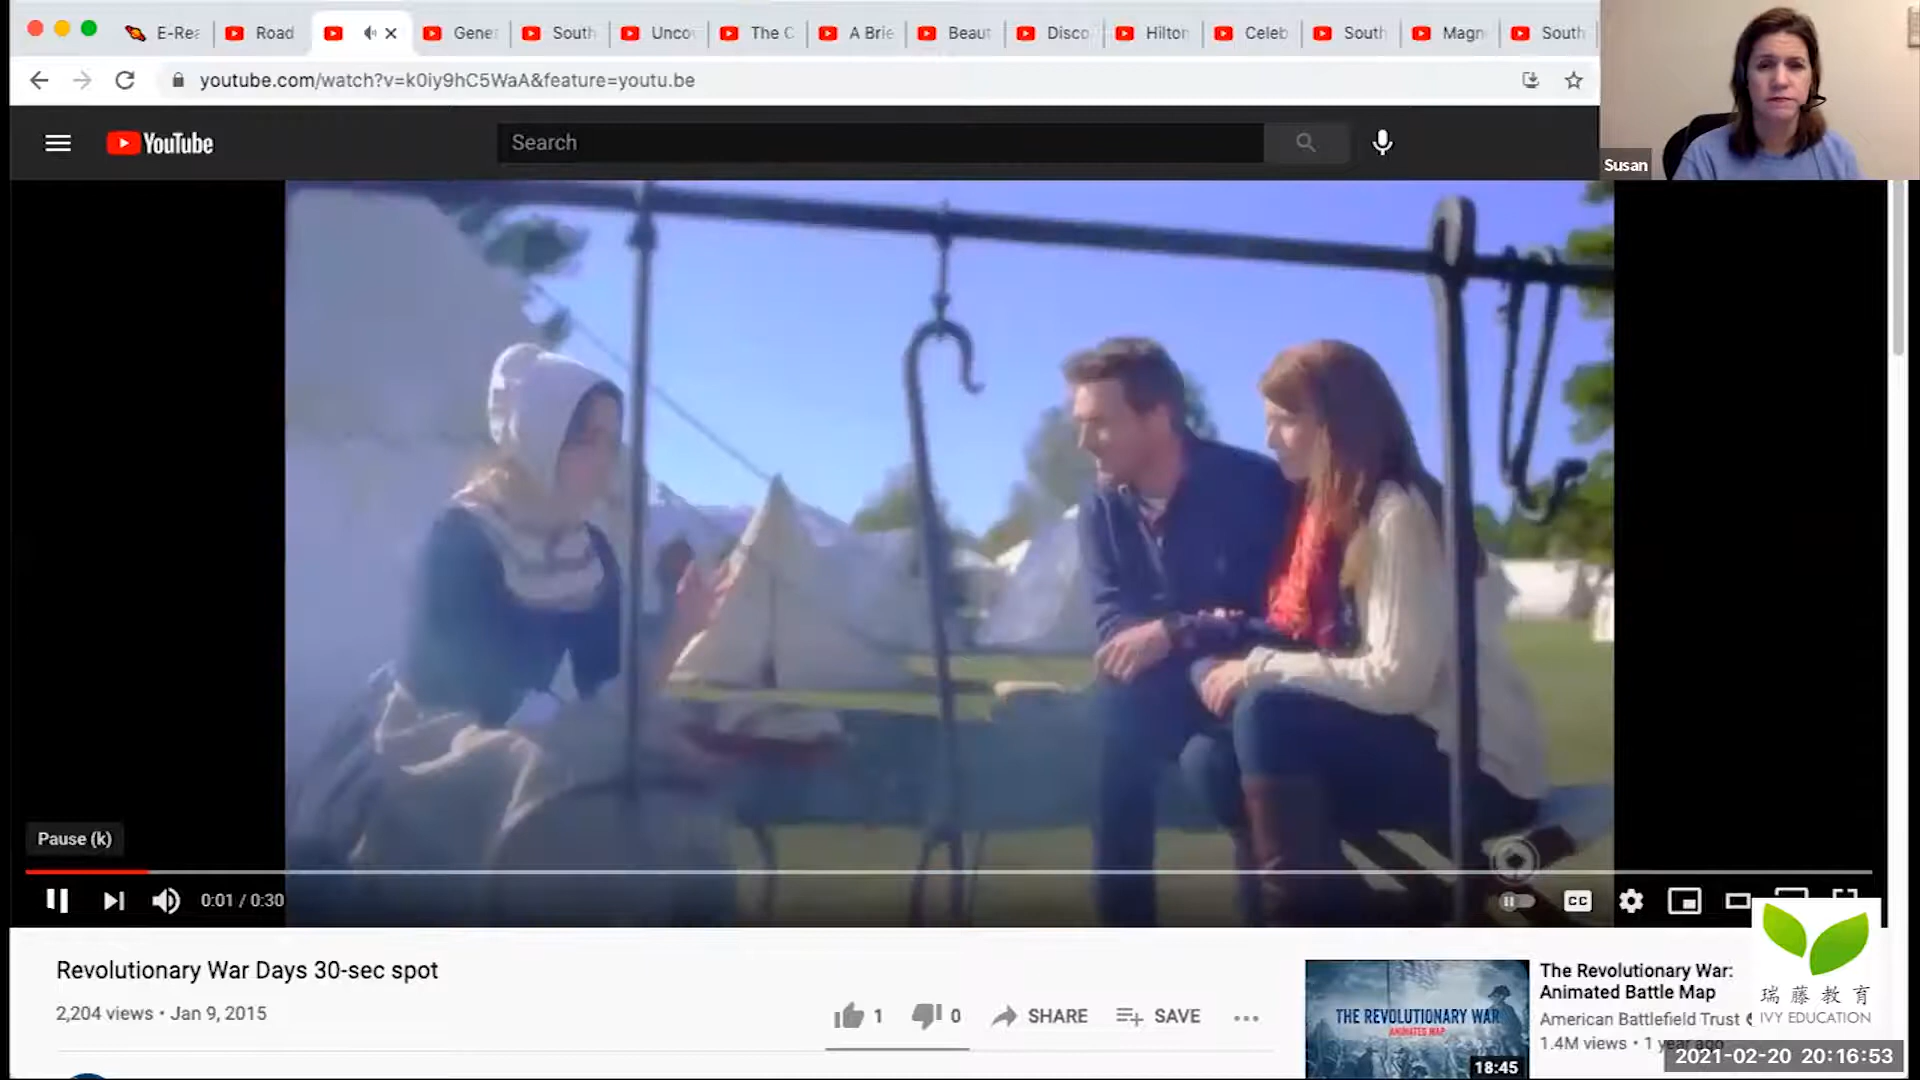 E-Rea
Road
Gene
South
Unco
The C
A Brie
Beaut
Disco
Hilton
Celeb
South
Magn
South
youtube.com/watch?v=k0iy9hC5WaA&feature=youtu.be
YouTube
Search
Susan
Pause (k)
0:01 / 0:30
CC
Revolutionary War Days 30-sec spot
2,204 views • Jan 9, 2015
1
0
SHARE
SAVE
THE REVOLUTIONARY WAR
ANIMATED MAP
18:45
The Revolutionary War:
Animated Battle Map
American Battlefield Trust
1.4M views • 1 year ago
瑞藤教育
IVY EDUCATION
2021-02-20 20:16:53